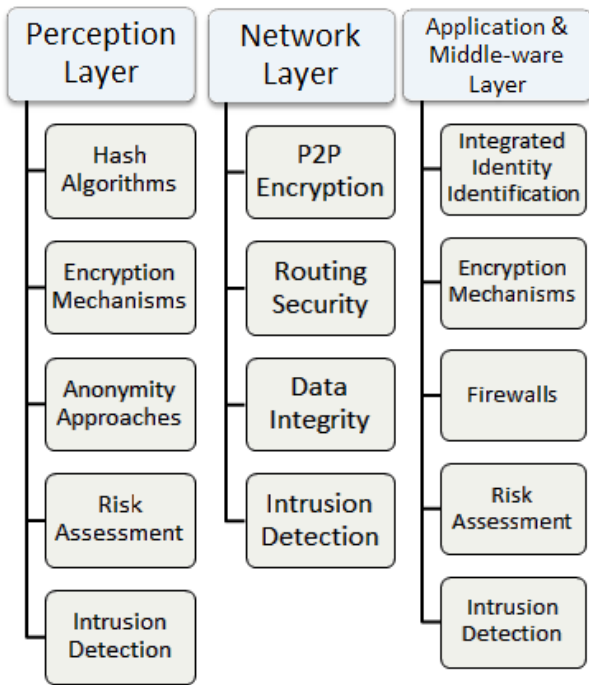 Perception
Layer
Hash
Algorithms
Encryption
Mechanisms
Anonymity
Approaches
Risk
Assessment
Intrusion
Detection
Network
Layer
P2P
Encryption
Routing
Security
Data
Integrity
Intrusion
Detection
Application &
Middle-ware
Layer
Integrated
Identity
Identification
Encryption
Mechanisms
Firewalls
Risk
Assessment
Intrusion
Detection